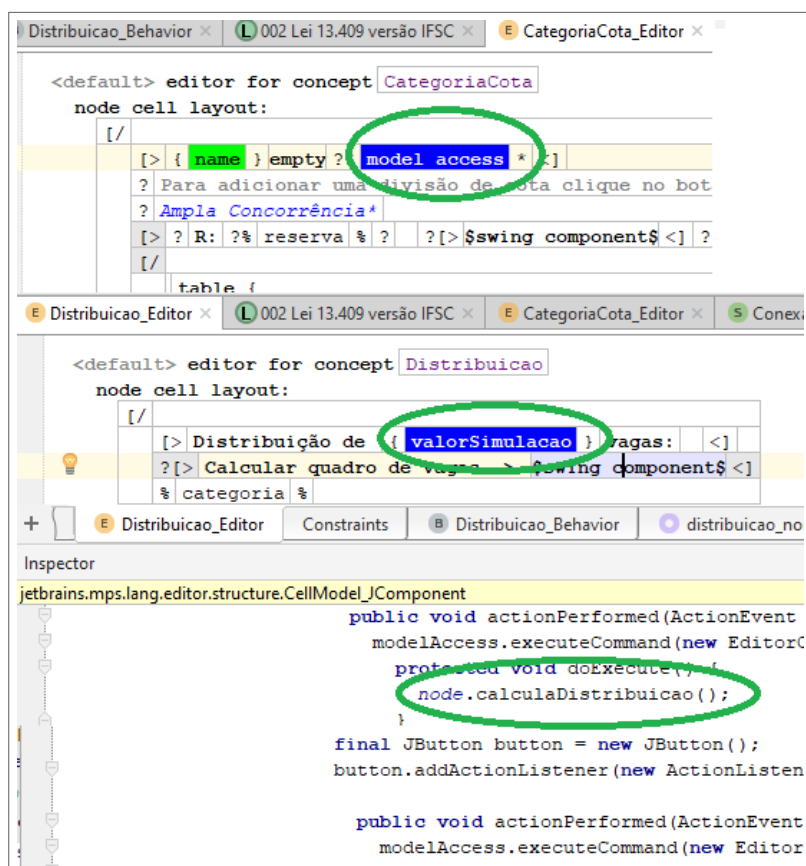 Distribuicao_Behavior × L 002 Lei 13.409 versão IFSC × E CategoriaCota_Editor ×
<default> editor for concept CategoriaCota
node cell layout:
[/
[> { name } empty ? model access * <]
? Para adicionar uma divisão de cota clique no bot
? Ampla Concorrência*
[> ? R: ?% reserva % ? ?[> $swing component$ <] ?
[/
table {
E Distribuicao_Editor × L 002 Lei 13.409 versão IFSC × E CategoriaCota_Editor × S Conex
<default> editor for concept Distribuicao
node cell layout:
[/
[> Distribuição de { valorSimulacao } vagas: <]
?[> Calcular quadro de vagas > $swing component$ <]
% categoria %
+ E Distribuicao_Editor Constraints B Distribuicao_Behavior distribuicao_no
Inspector
jetbrains.mps.lang.editor.structure.CellModel_JComponent
public void actionPerformed(ActionEvent
modelAccess.executeCommand(new EditorC
protected void doExecute() {
node.calculaDistribuicao();
}
final JButton button = new JButton();
button.addActionListener(new ActionListen
public void actionPerformed(ActionEvent
modelAccess.executeCommand(new Editor